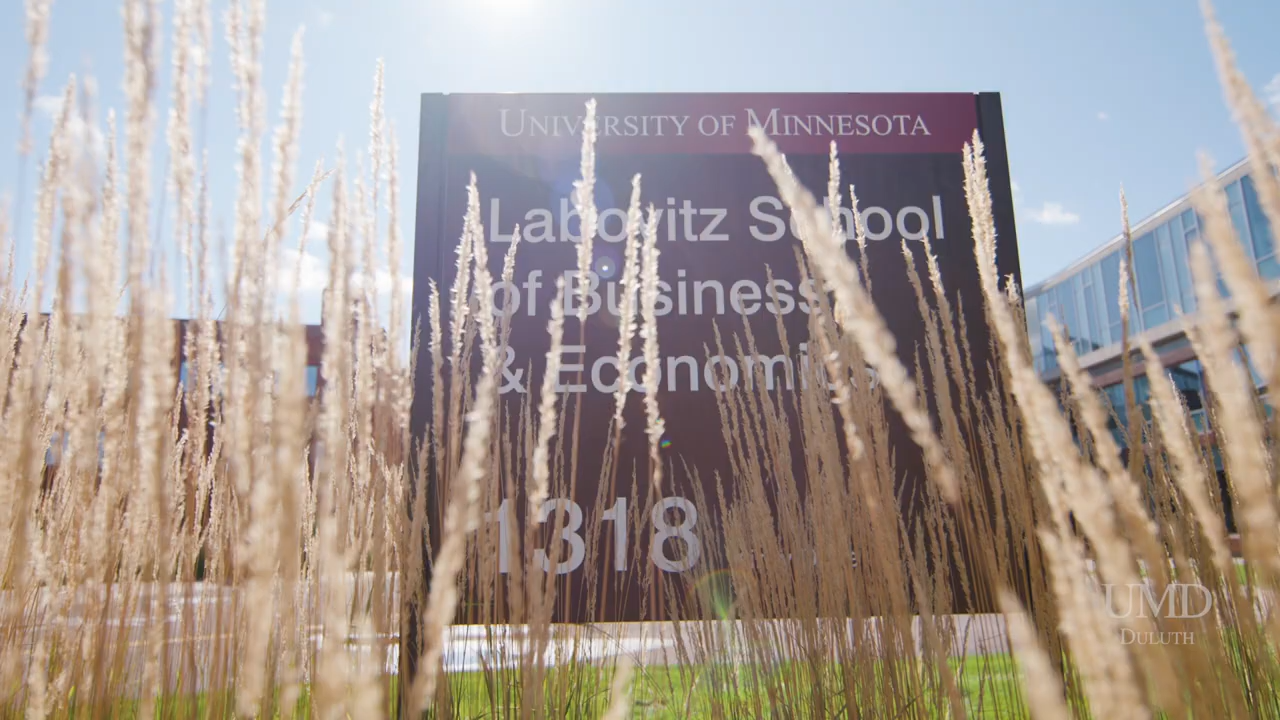 UNIVERSITY OF MINNESOTA
Labovitz School
of Business
& Economics
1318
UMD
DULUTH